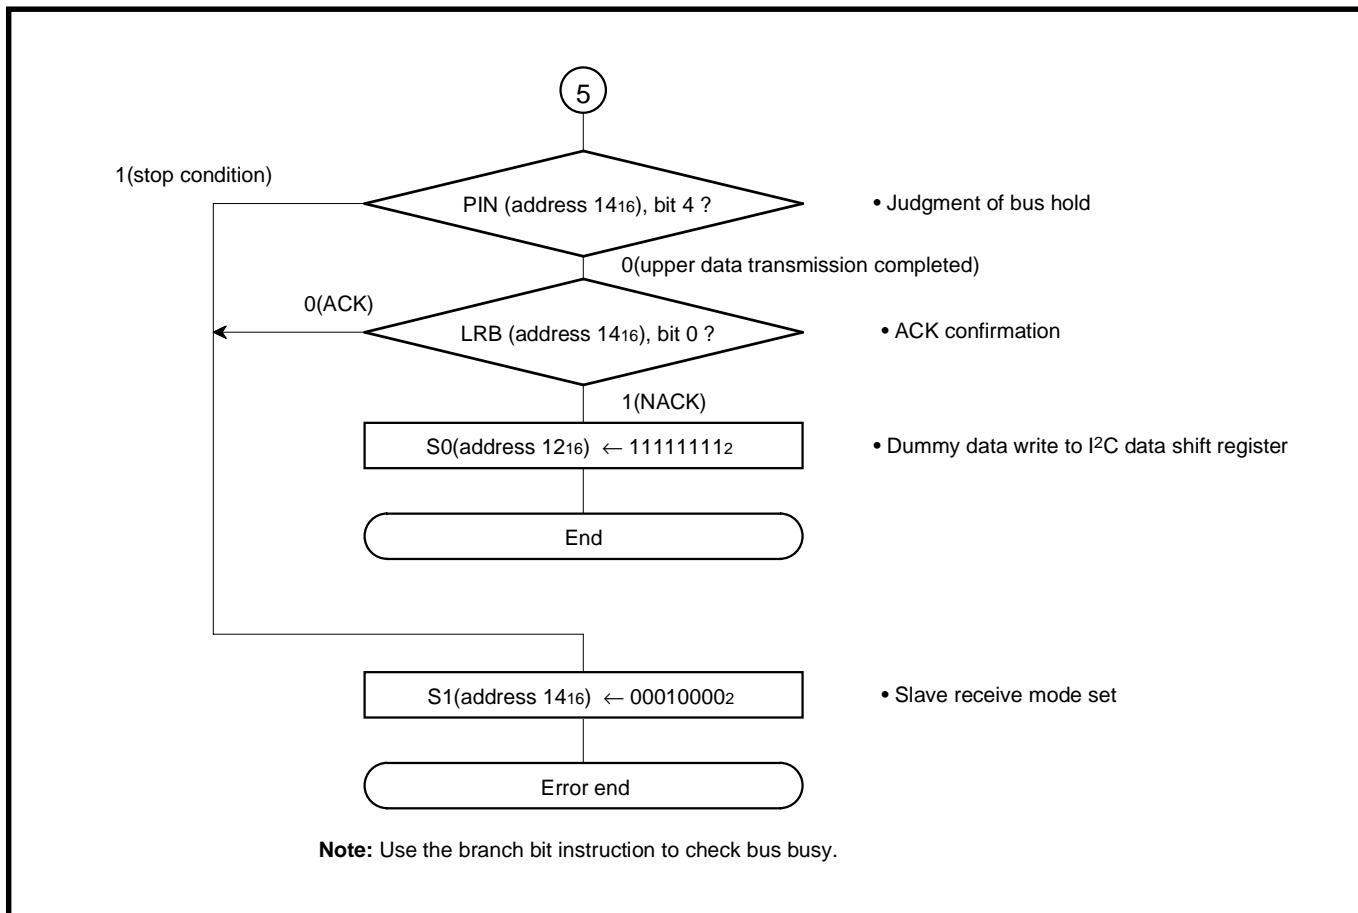 5
1(stop condition)
PIN (address 14₁₆), bit 4 ?
• Judgment of bus hold
0(upper data transmission completed)
0(ACK)
LRB (address 14₁₆), bit 0 ?
• ACK confirmation
1(NACK)
S0(address 12₁₆) ← 11111111₂
• Dummy data write to I²C data shift register
End
S1(address 14₁₆) ← 00010000₂
• Slave receive mode set
Error end
Note: Use the branch bit instruction to check bus busy.